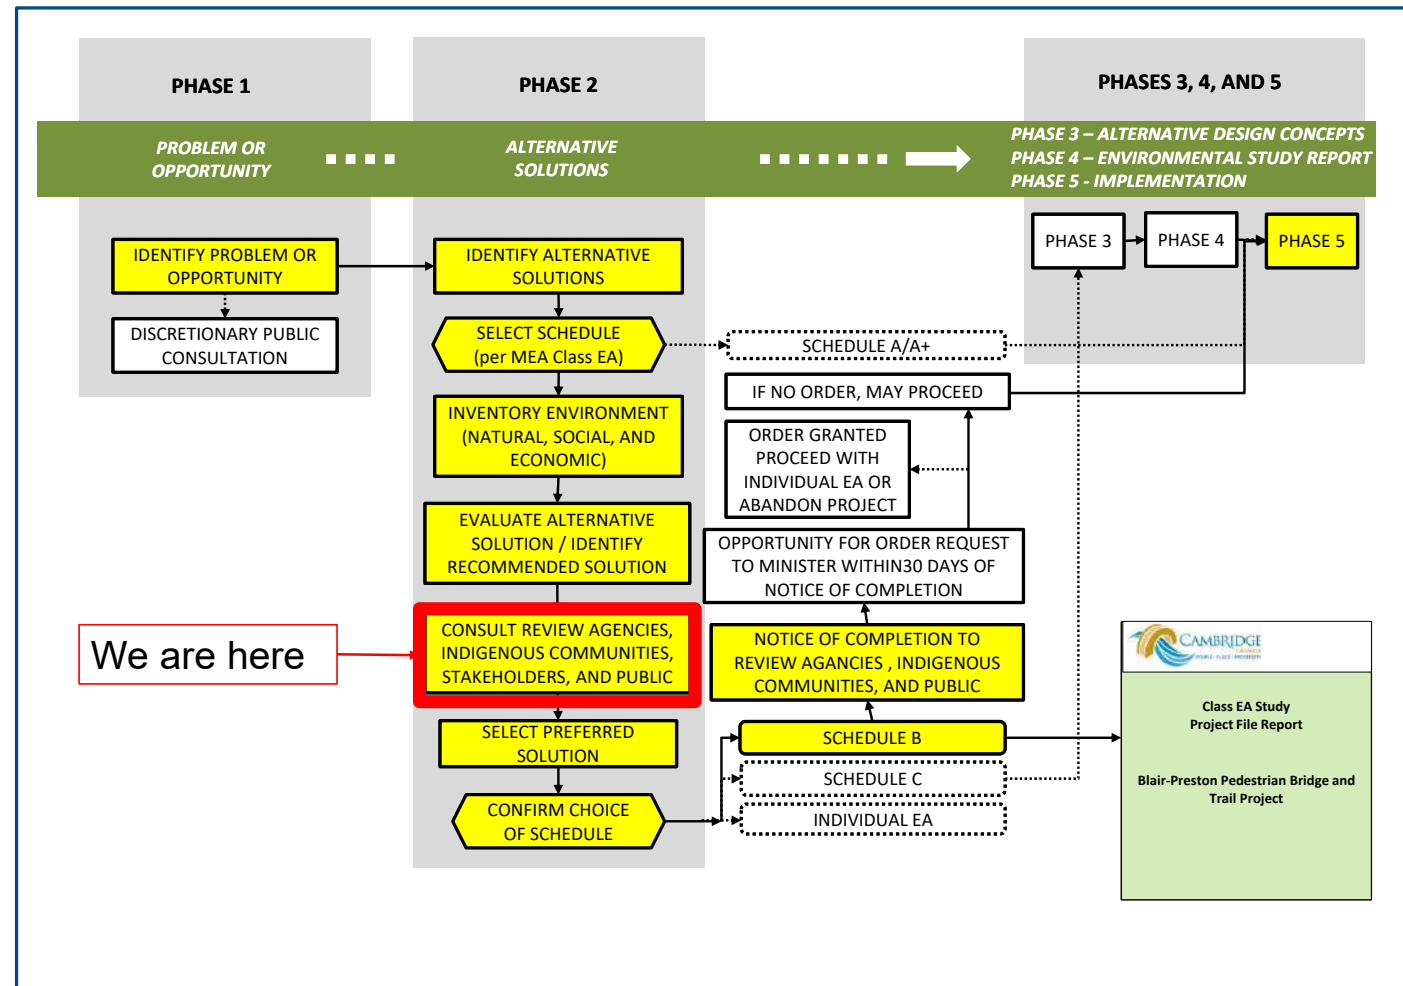 PHASE 1
PHASE 2
PHASES 3, 4, AND 5
PROBLEM OR
OPPORTUNITY
ALTERNATIVE
SOLUTIONS
PHASE 3 – ALTERNATIVE DESIGN CONCEPTS
PHASE 4 – ENVIRONMENTAL STUDY REPORT
PHASE 5 - IMPLEMENTATION
IDENTIFY PROBLEM OR
OPPORTUNITY
DISCRETIONARY PUBLIC
CONSULTATION
IDENTIFY ALTERNATIVE
SOLUTIONS
SELECT SCHEDULE
(per MEA Class EA)
INVENTORY ENVIRONMENT
(NATURAL, SOCIAL, AND
ECONOMIC)
EVALUATE ALTERNATIVE
SOLUTION / IDENTIFY
RECOMMENDED SOLUTION
We are here
CONSULT REVIEW AGENCIES,
INDIGENOUS COMMUNITIES,
STAKEHOLDERS, AND PUBLIC
SELECT PREFERRED
SOLUTION
CONFIRM CHOICE
OF SCHEDULE
PHASE 3
PHASE 4
PHASE 5
SCHEDULE A/A+
IF NO ORDER, MAY PROCEED
ORDER GRANTED
PROCEED WITH
INDIVIDUAL EA OR
ABANDON PROJECT
OPPORTUNITY FOR ORDER REQUEST
TO MINISTER WITHIN30 DAYS OF
NOTICE OF COMPLETION
NOTICE OF COMPLETION TO
REVIEW AGANCIES , INDIGENOUS
COMMUNITIES, AND PUBLIC
SCHEDULE B
SCHEDULE C
INDIVIDUAL EA
CAMBRIDGE
Class EA Study
Project File Report
Blair-Preston Pedestrian Bridge and
Trail Project